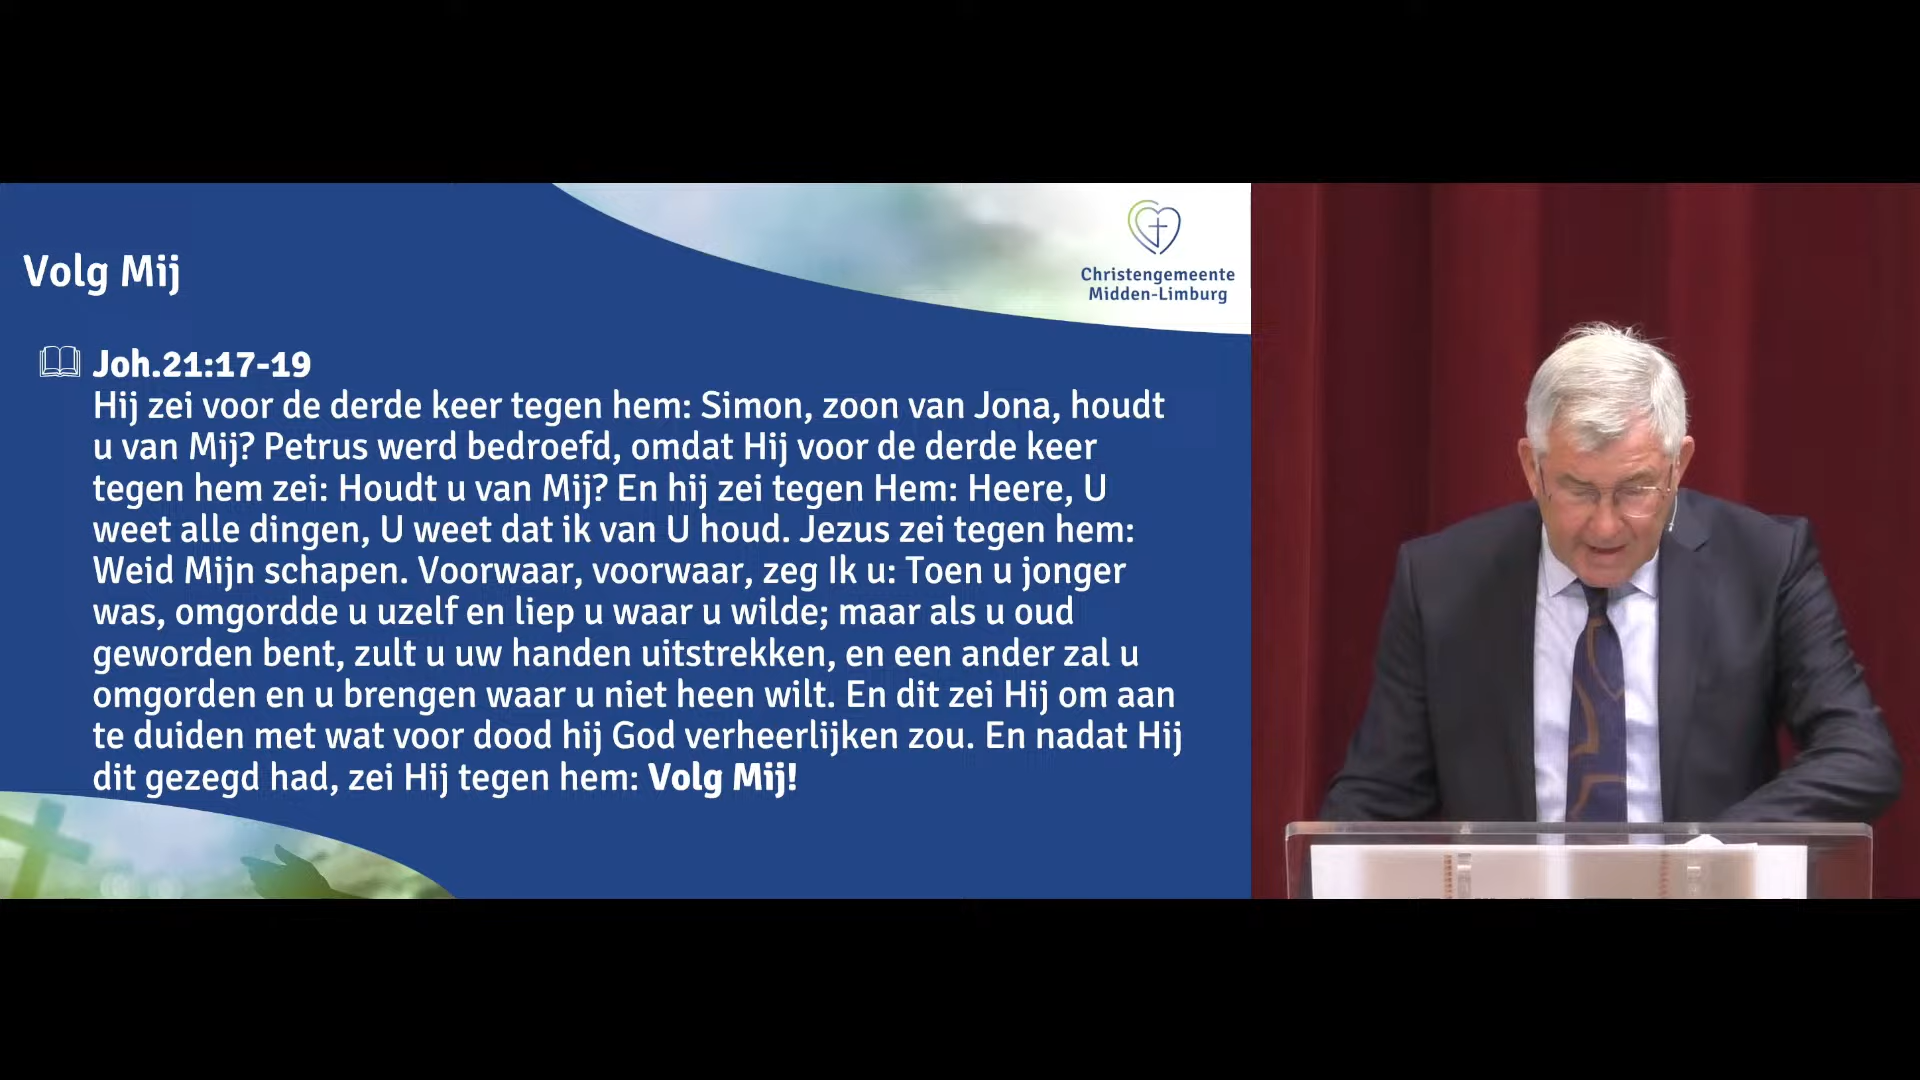 Christengemeente
Midden-Limburg
Volg Mij
Joh.21:17-19
Hij zei voor de derde keer tegen hem: Simon, zoon van Jona, houdt
u van Mij? Petrus werd bedroefd, omdat Hij voor de derde keer
tegen hem zei: Houdt u van Mij? En hij zei tegen Hem: Heere, U
weet alle dingen, U weet dat ik van U houd. Jezus zei tegen hem:
Weid Mijn schapen. Voorwaar, voorwaar, zeg Ik u: Toen u jonger
was, omgordde u uzelf en liep u waar u wilde; maar als u oud
geworden bent, zult u uw handen uitstrekken, en een ander zal u
omgorden en u brengen waar u niet heen wilt. En dit zei Hij om aan
te duiden met wat voor dood hij God verheerlijken zou. En nadat Hij
dit gezegd had, zei Hij tegen hem: Volg Mij!